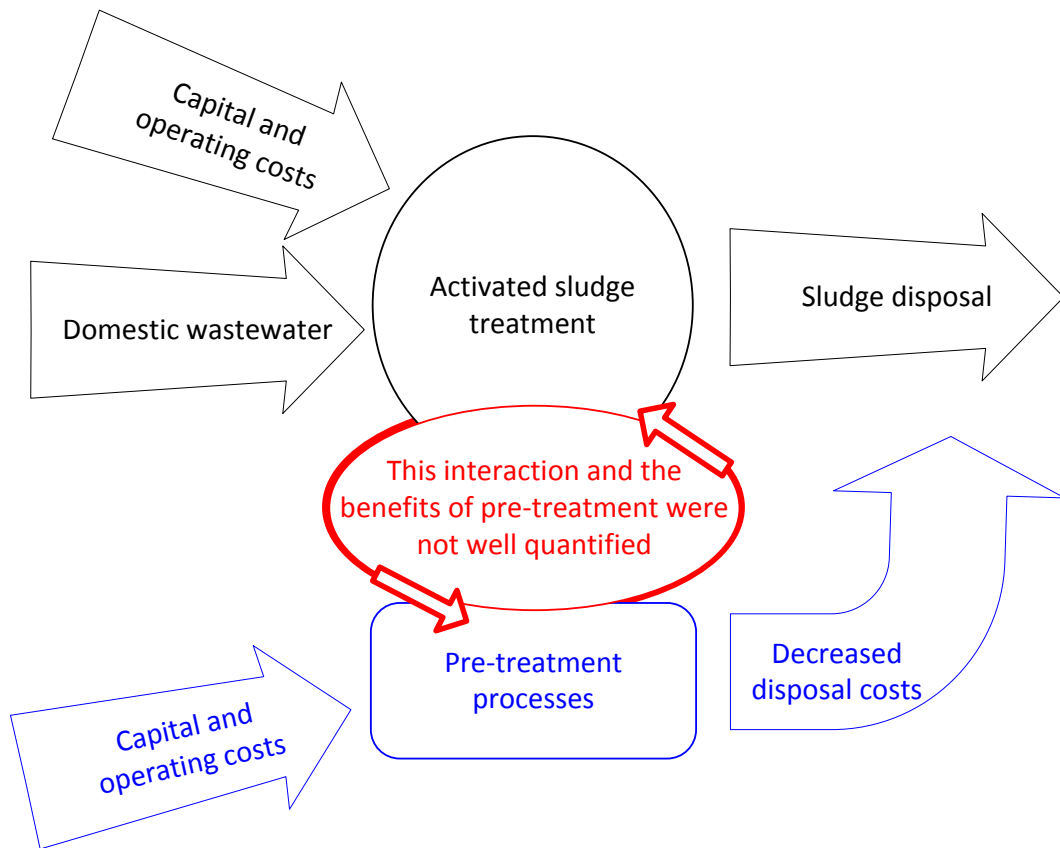 Capital and
operating costs
Domestic wastewater
Activated sludge
treatment
Sludge disposal
This interaction and the
benefits of pre-treatment were
not well quantified
Pre-treatment
processes
Decreased
disposal costs
Capital and
operating costs